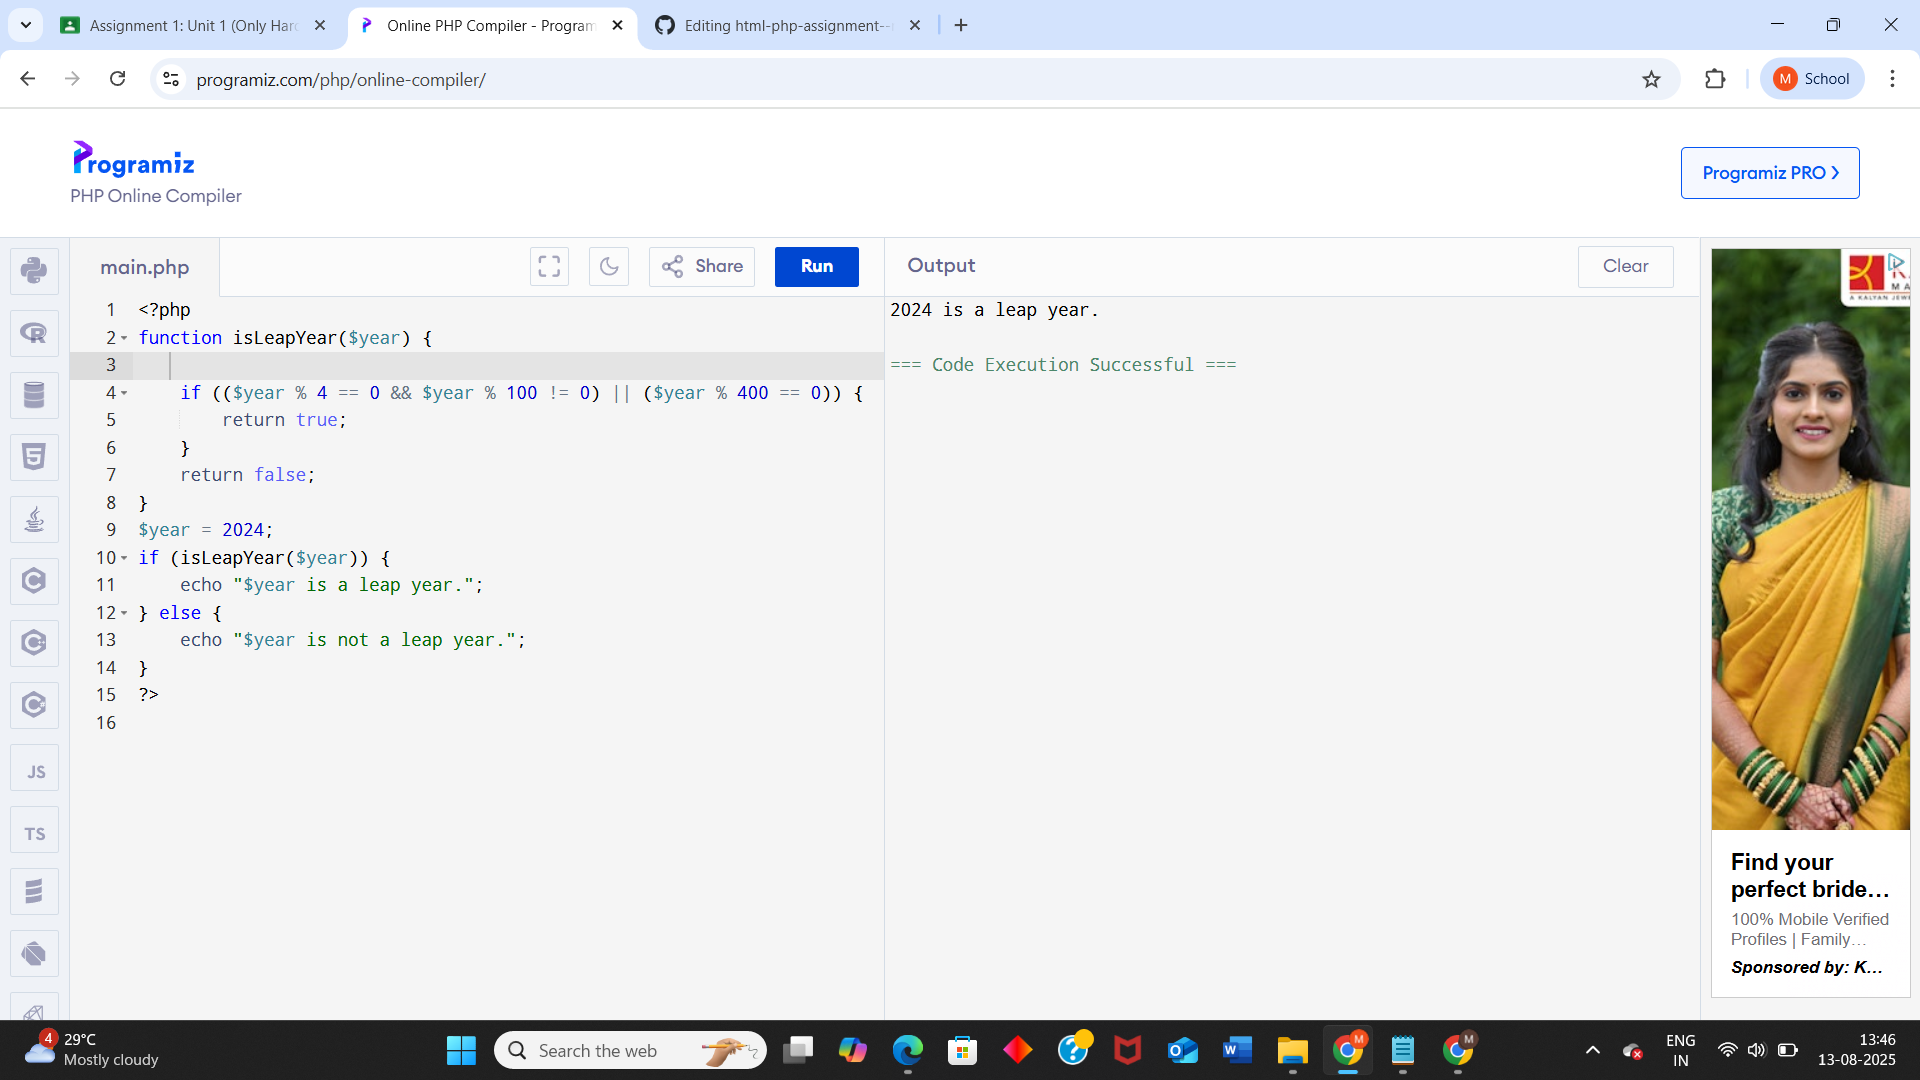 Assignment 1: Unit 1 (Only Hard
Online PHP Compiler - Program
Editing html-php-assignment--
programiz.com/php/online-compiler/
M School
Programiz
PHP Online Compiler
Programiz PRO ❯
main.php
Share
Run
Output
Clear
1 <?php
2 function isLeapYear($year) {
3
4 if (($year % 4 == 0 && $year % 100 != 0) || ($year % 400 == 0)) {
5 return true;
6 }
7 return false;
8 }
9 $year = 2024;
10 if (isLeapYear($year)) {
11 echo "$year is a leap year.";
12 } else {
13 echo "$year is not a leap year.";
14 }
15 ?>
16
2024 is a leap year.
=== Code Execution Successful ===
JS
TS
A KALYAN JEW
Find your
perfect bride...
100% Mobile Verified
Profiles | Family...
Sponsored by: K...
4
29°C
Mostly cloudy
Search the web
ENG
IN
13:46
13-08-2025